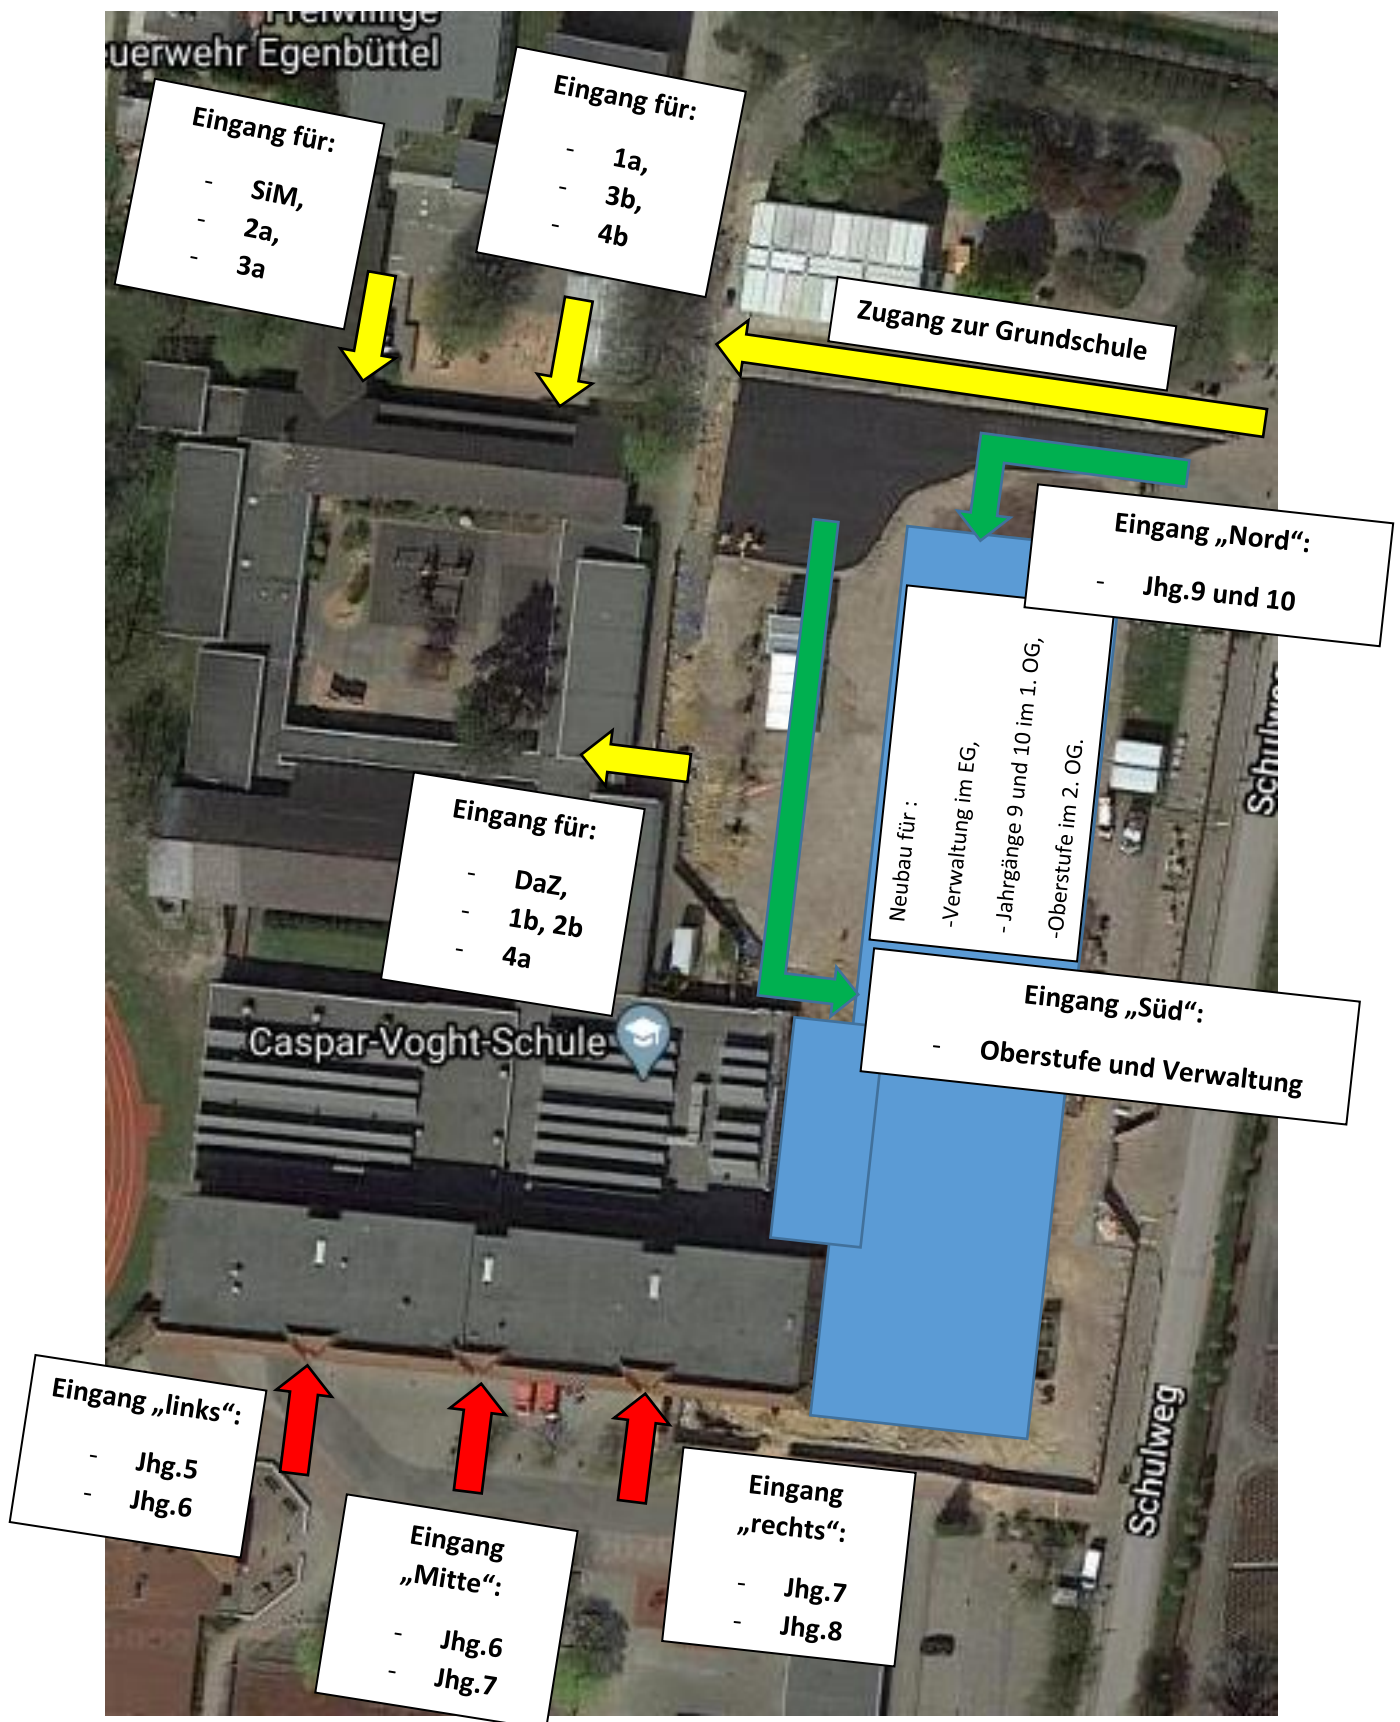 Freiwillige
uerwehr Egenbüttel
Eingang für:
- SiM,
- 2a,
- 3a
Eingang für:
- 1a,
- 3b,
- 4b
Zugang zur Grundschule
Eingang „Nord“:
- Jhg.9 und 10
Neubau für :
-Verwaltung im EG,
- Jahrgänge 9 und 10 im 1. OG,
-Oberstufe im 2. OG.
Schulweg
Eingang für:
- DaZ,
- 1b, 2b
- 4a
Eingang „Süd“:
- Oberstufe und Verwaltung
Caspar-Voght-Schule
Eingang „links“:
- Jhg.5
- Jhg.6
Eingang
„Mitte“:
- Jhg.6
- Jhg.7
Eingang
„rechts“:
- Jhg.7
- Jhg.8
Schulweg